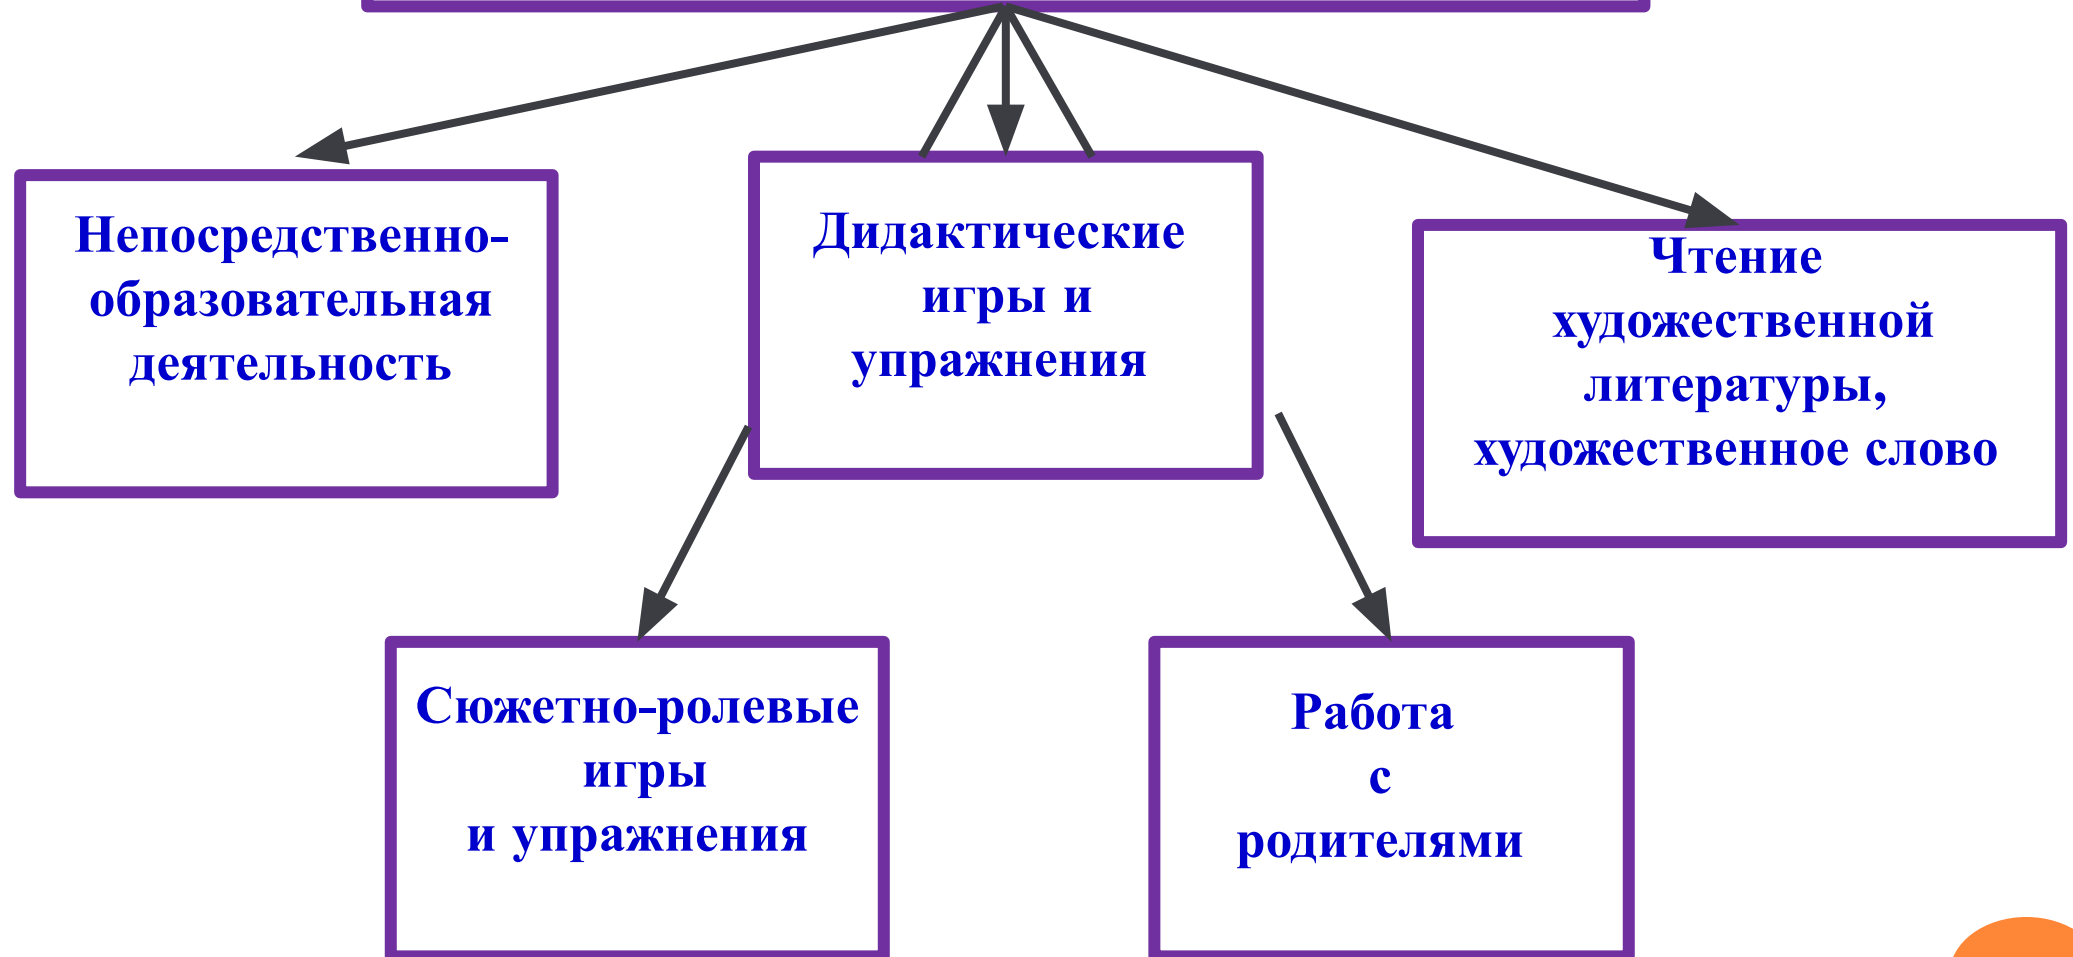 Непосредственно-
образовательная
деятельность
Дидактические
игры и
упражнения
Чтение
художественной
литературы,
художественное слово
Сюжетно-ролевые
игры
и упражнения
Работа
с
родителями